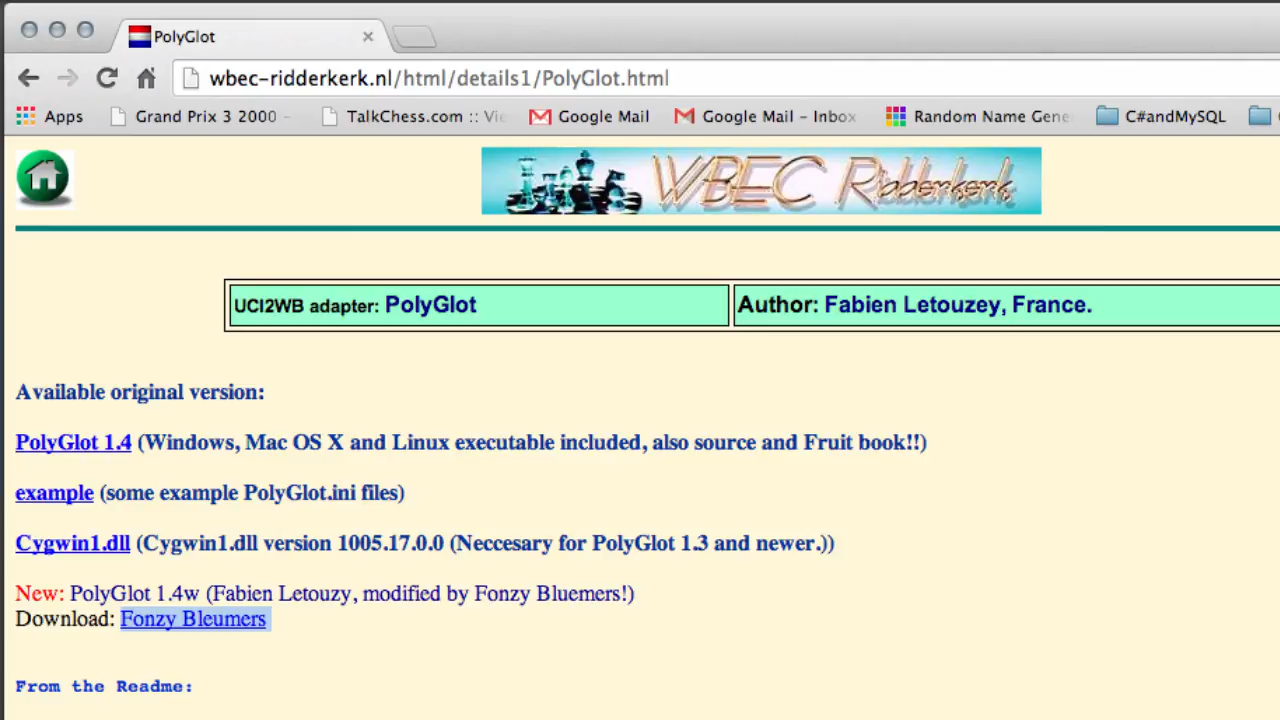 PolyGlot
wbec-ridderkerk.nl/html/details1/PolyGlot.html
Apps Grand Prix 3 2000 - TalkChess.com :: Vie Google Mail Google Mail - Inbox Random Name Gene C#andMySQL
WBEC Ridderkerk
UCI2WB adapter: PolyGlot Author: Fabien Letouzey, France.
Available original version:
PolyGlot 1.4 (Windows, Mac OS X and Linux executable included, also source and Fruit book!!)
example (some example PolyGlot.ini files)
Cygwin1.dll (Cygwin1.dll version 1005.17.0.0 (Neccesary for PolyGlot 1.3 and newer.))
New: PolyGlot 1.4w (Fabien Letouzy, modified by Fonzy Bluemers!)
Download: Fonzy Bleumers
From the Readme: